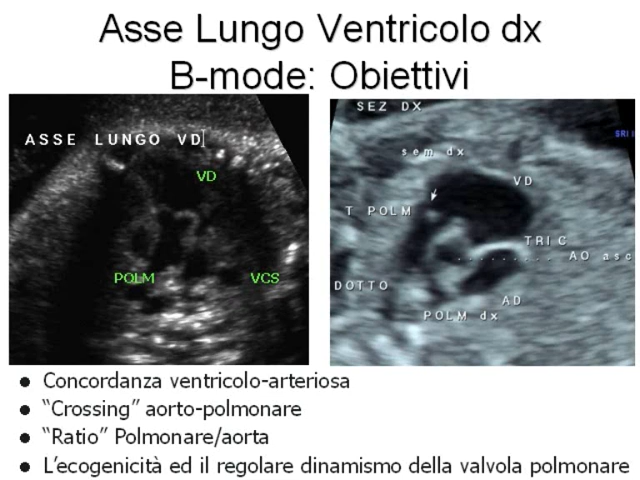 Asse Lungo Ventricolo dx
B-mode: Obiettivi
ASSE LUNGO VD
VD
POLM
VCS
SEZ DX
SRI II
sem dx
VD
T POLM
TRIC
AO asc
DOTTO
AD
POLM dx
● Concordanza ventricolo-arteriosa
● "Crossing" aorto-polmonare
● "Ratio" Polmonare/aorta
● L'ecogenicità ed il regolare dinamismo della valvola polmonare